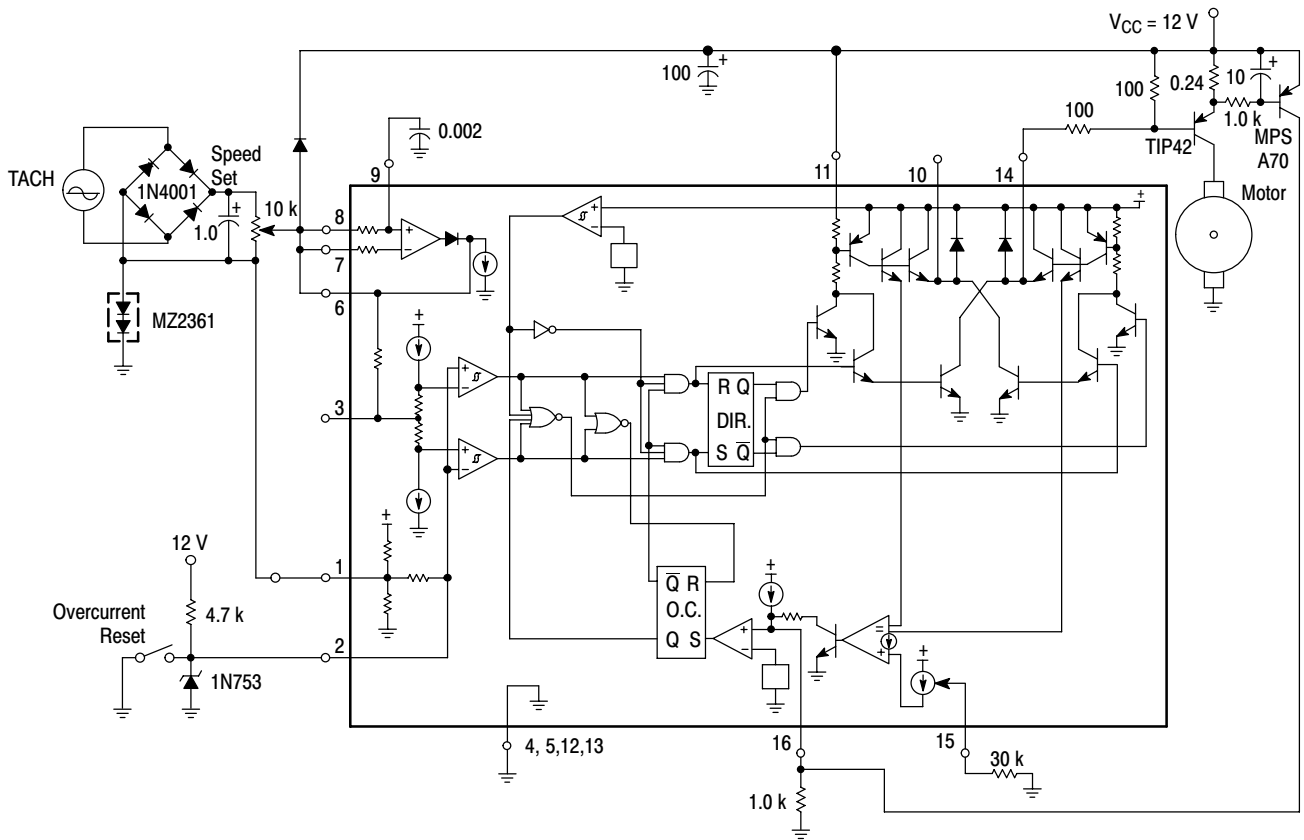 VCC = 12 V
100
+
100
0.24
10
+
1.0 k
100
TIP42
MPS
A70
Motor
TACH
1N4001
Speed
Set
10 k
1.0
+
MZ2361
0.002
9
8
7
6
3
11
10
14
+
+
−
+
−
+
+
−
+
−
+
R Q
DIR.
S Q̅
12 V
4.7 k
Overcurrent
Reset
1N753
1
2
+
Q̅ R
O.C.
Q S
+
+
−
=
+
+
4, 5,12,13
16
15
1.0 k
30 k